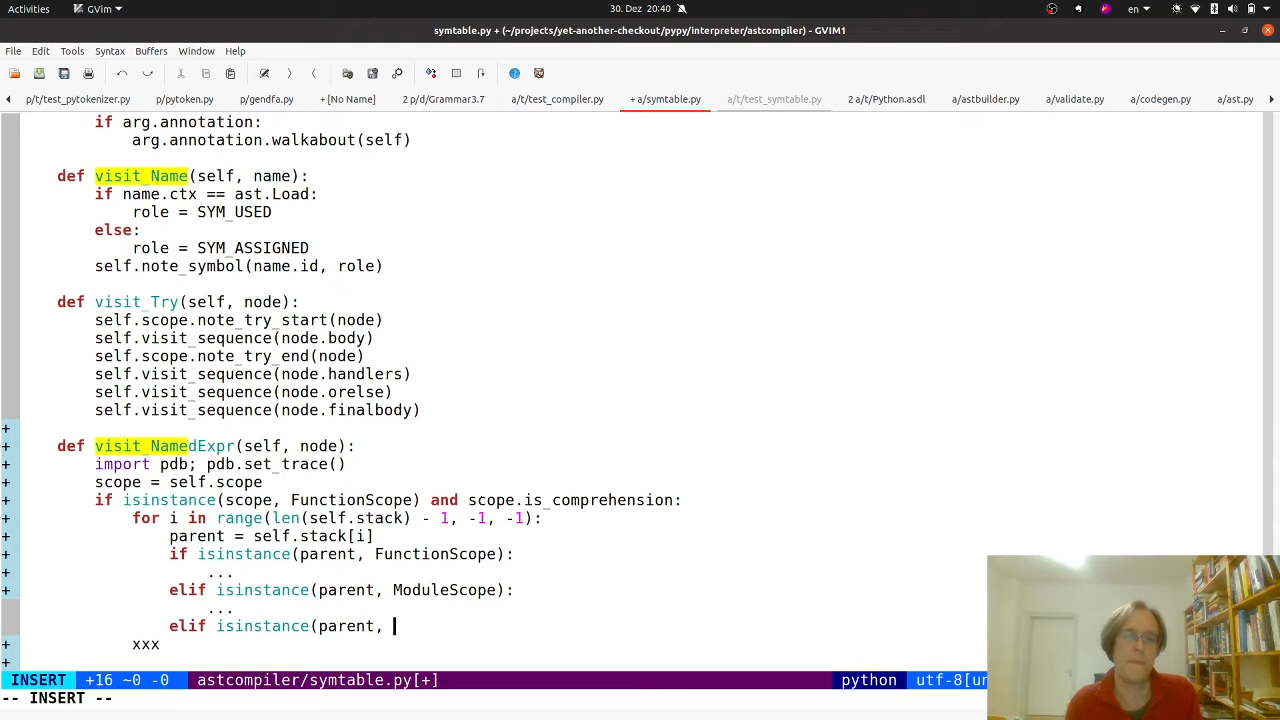 Activities GVim 30. Dez 20:40 en
symtable.py + (~/projects/yet-another-checkout/pypy/interpreter/astcompiler) - GVIM1
File Edit Tools Syntax Buffers Window Help
p/t/test_pytokenizer.py p/pytoken.py p/gendfa.py + [No Name] 2 p/d/Grammar3.7 a/t/test_compiler.py + a/symtable.py a/t/test_symtable.py 2 a/t/Python.asdl a/astbuilder.py a/validate.py a/codegen.py a/ast.py
if arg.annotation:
arg.annotation.walkabout(self)
def visit_Name(self, name):
if name.ctx == ast.Load:
role = SYM_USED
else:
role = SYM_ASSIGNED
self.note_symbol(name.id, role)
def visit_Try(self, node):
self.scope.note_try_start(node)
self.visit_sequence(node.body)
self.scope.note_try_end(node)
self.visit_sequence(node.handlers)
self.visit_sequence(node.orelse)
self.visit_sequence(node.finalbody)
+
+ def visit_NamedExpr(self, node):
+ import pdb; pdb.set_trace()
+ scope = self.scope
+ if isinstance(scope, FunctionScope) and scope.is_comprehension:
+ for i in range(len(self.stack) - 1, -1, -1):
+ parent = self.stack[i]
+ if isinstance(parent, FunctionScope):
+ ...
+ elif isinstance(parent, ModuleScope):
...
elif isinstance(parent,
+ xxx
+
INSERT +16 ~0 -0 astcompiler/symtable.py[+] python utf-8[un
-- INSERT --